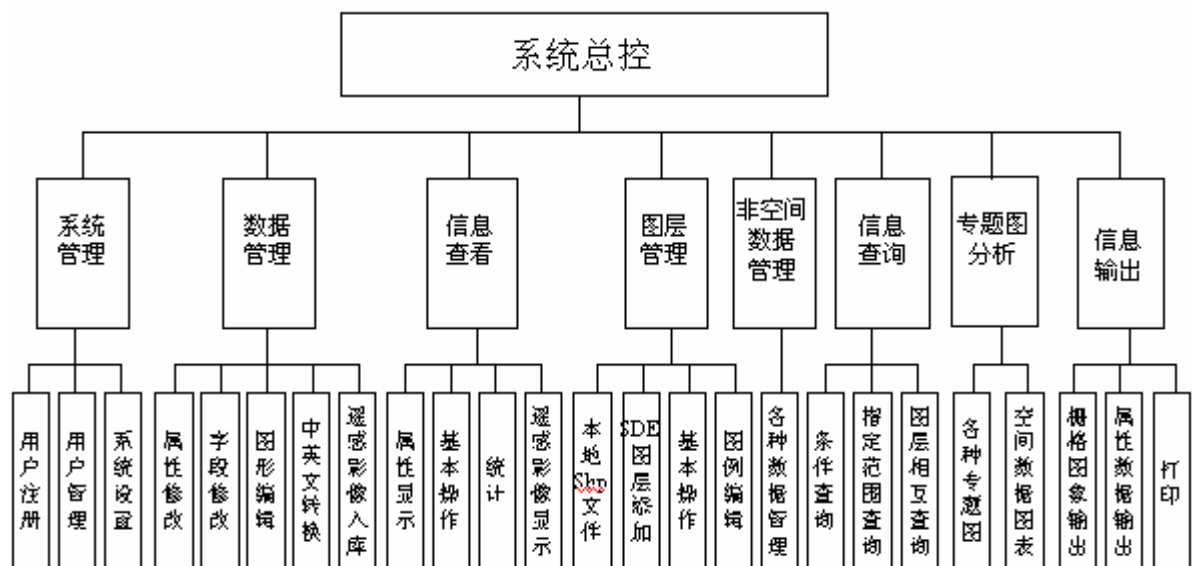 系统总控
系统
管理
数据
管理
信息
查看
图层
管理
非空间
数据
管理
信息
查询
专题图
分析
信息
输出
用户注册
用户管理
系统设置
属性修改
字段修改
图形编辑
中英文转换
遥感影像入库
属性显示
基本操作
统计
遥感影像显示
本地Shp文件
SDE图层添加
基本操作
图例编辑
各种数据管理
条件查询
指定范围查询
图层相互查询
各种专题图
空间数据图表
栅格图象输出
属性数据输出
打印